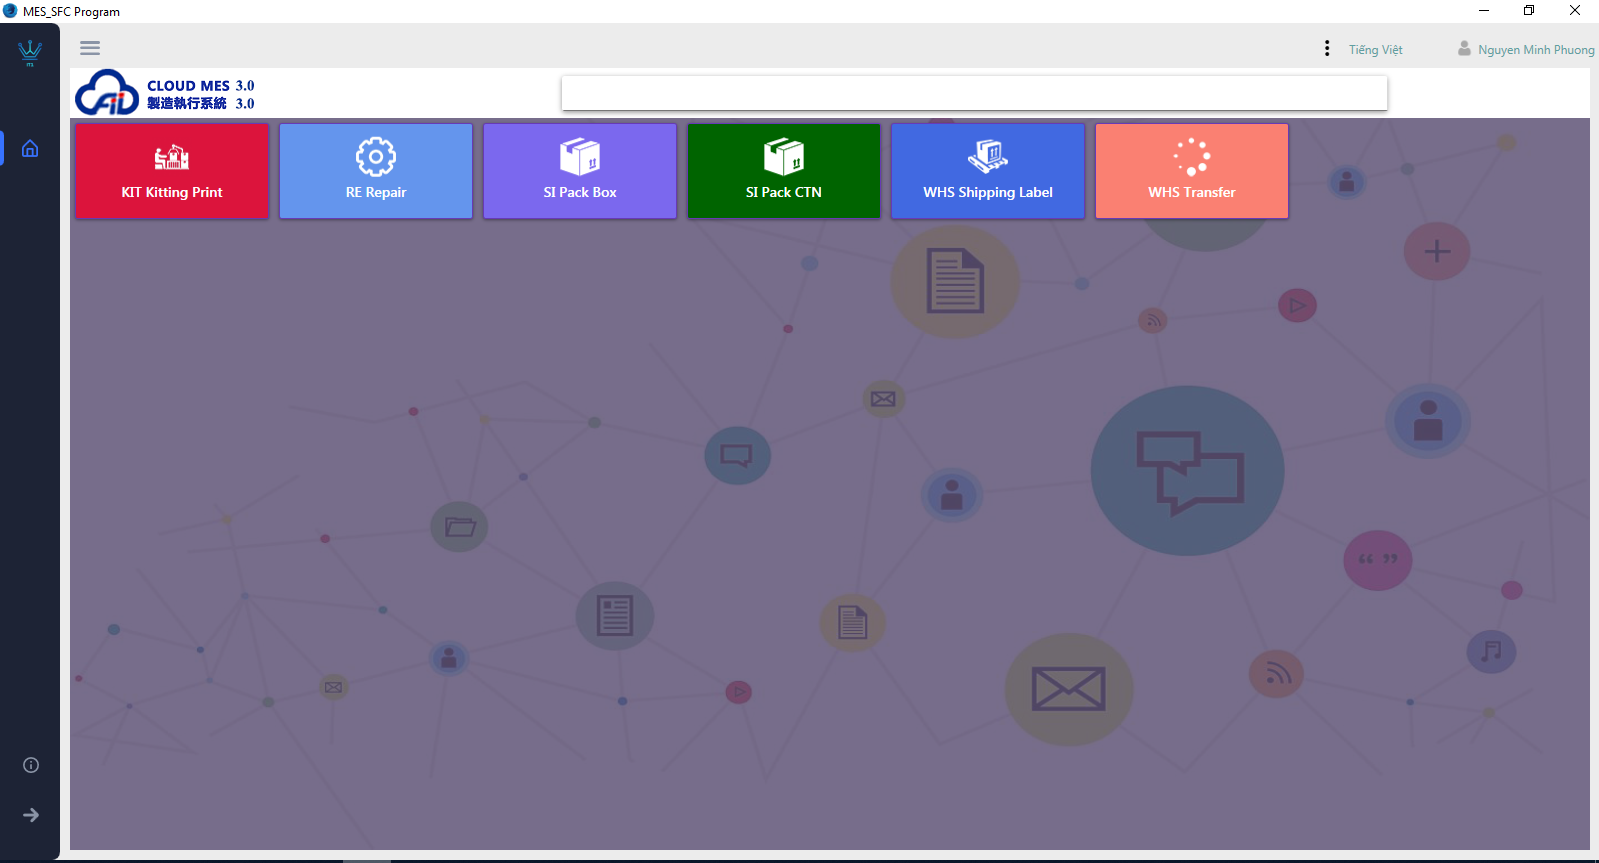 MES_SFC Program
Tiếng Việt
Nguyen Minh Phuong
CLOUD MES 3.0
製造執行系統 3.0
KIT Kitting Print
RE Repair
SI Pack Box
SI Pack CTN
WHS Shipping Label
WHS Transfer